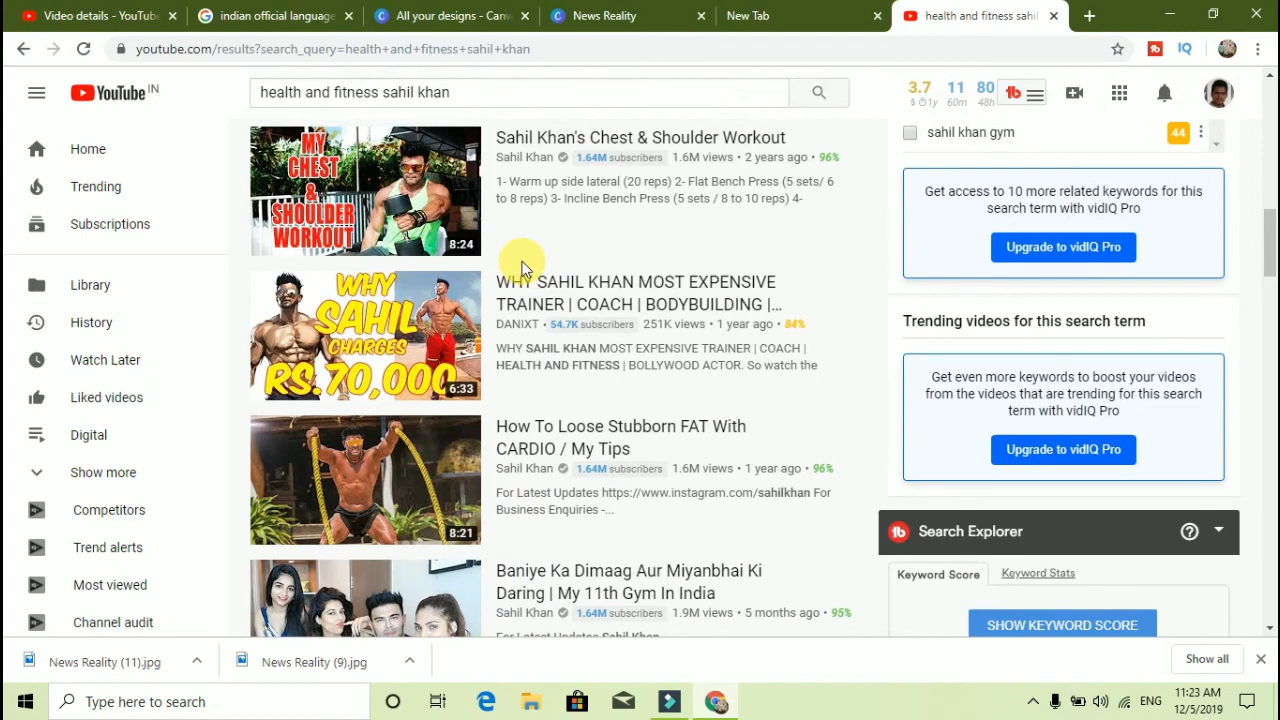 Video details - YouTube
indian official language
All your designs - Canv
News Reality
New Tab
health and fitness sahil
youtube.com/results?search_query=health+and+fitness+sahil+khan
IQ
YouTube IN
health and fitness sahil khan
3.7 11 80
$ 1y 60m 48h
Home
Trending
Subscriptions
Library
History
Watch Later
Liked videos
Digital
Show more
Competitors
Trend alerts
Most viewed
Channel audit
MY
CHEST
&
SHOULDER
WORKOUT
8:24
Sahil Khan's Chest & Shoulder Workout
Sahil Khan 1.64M subscribers 1.6M views • 2 years ago • 96%
1- Warm up side lateral (20 reps) 2- Flat Bench Press (5 sets/ 6
to 8 reps) 3- Incline Bench Press (5 sets / 8 to 10 reps) 4-
WHY
SAHIL
CHARGES
RS.70,000
6:33
WHY SAHIL KHAN MOST EXPENSIVE
TRAINER | COACH | BODYBUILDING |...
DANIXT • 54.7K subscribers 251K views • 1 year ago • 84%
WHY SAHIL KHAN MOST EXPENSIVE TRAINER | COACH |
HEALTH AND FITNESS | BOLLYWOOD ACTOR. So watch the
8:21
How To Loose Stubborn FAT With
CARDIO / My Tips
Sahil Khan 1.64M subscribers 1.6M views • 1 year ago • 96%
For Latest Updates https://www.instagram.com/sahilkhan For
Business Enquiries -...
Baniye Ka Dimaag Aur Miyanbhai Ki
Daring | My 11th Gym In India
Sahil Khan 1.64M subscribers 1.9M views • 5 months ago • 95%
For Latest Updates Sahil Khan
sahil khan gym 44
Get access to 10 more related keywords for this
search term with vidIQ Pro
Upgrade to vidIQ Pro
Trending videos for this search term
Get even more keywords to boost your videos
from the videos that are trending for this search
term with vidIQ Pro
Upgrade to vidIQ Pro
Search Explorer
Keyword Score Keyword Stats
SHOW KEYWORD SCORE
News Reality (11).jpg
News Reality (9).jpg
Show all
Type here to search
ENG
11:23 AM
12/5/2019